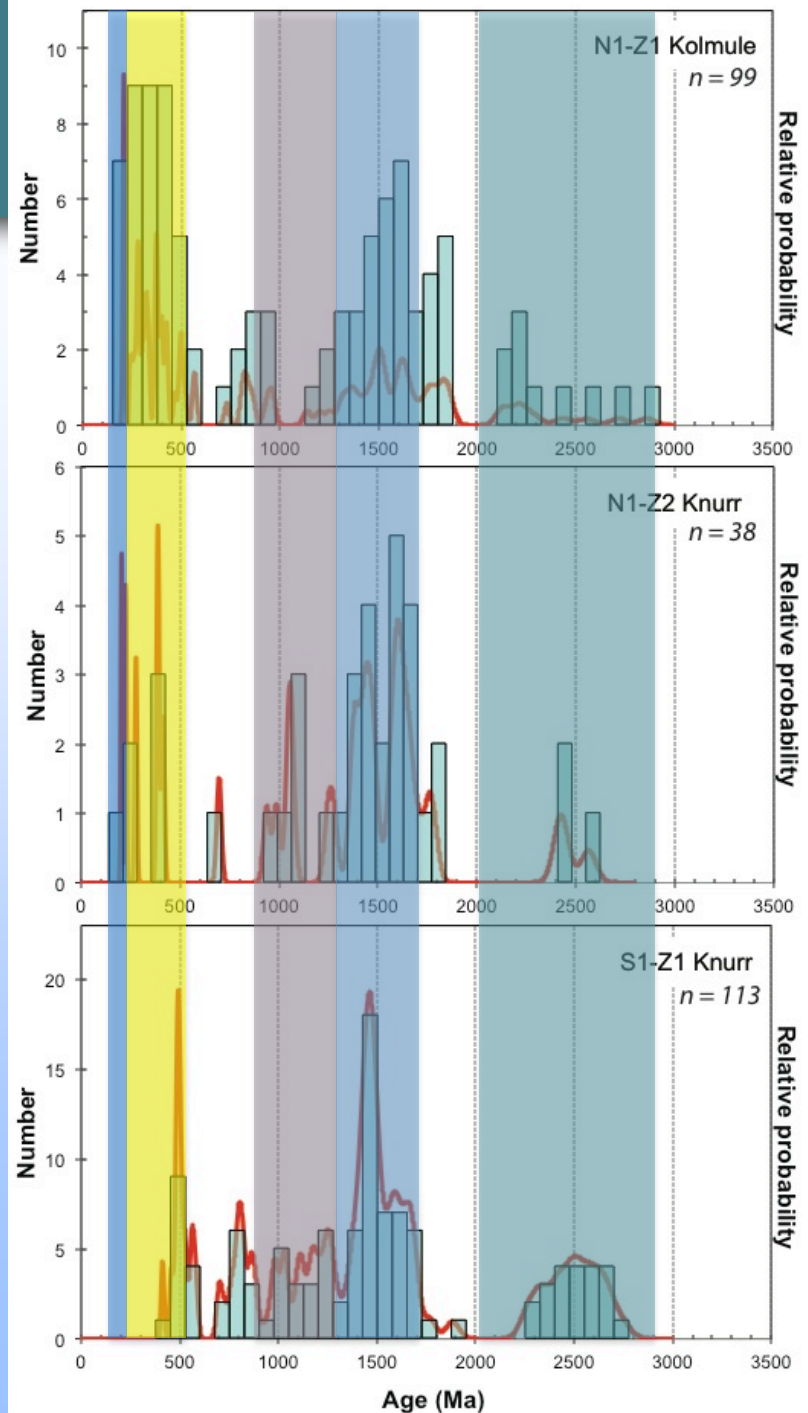 N1-Z1 Kolmule
n = 99
Number
10
8
6
4
2
0
Relative probability
0 500 1000 1500 2000 2500 3000 3500
N1-Z2 Knurr
n = 38
Number
6
5
4
3
2
1
0
Relative probability
0 500 1000 1500 2000 2500 3000 3500
S1-Z1 Knurr
n = 113
Number
20
15
10
5
0
Relative probability
0 500 1000 1500 2000 2500 3000 3500
Age (Ma)